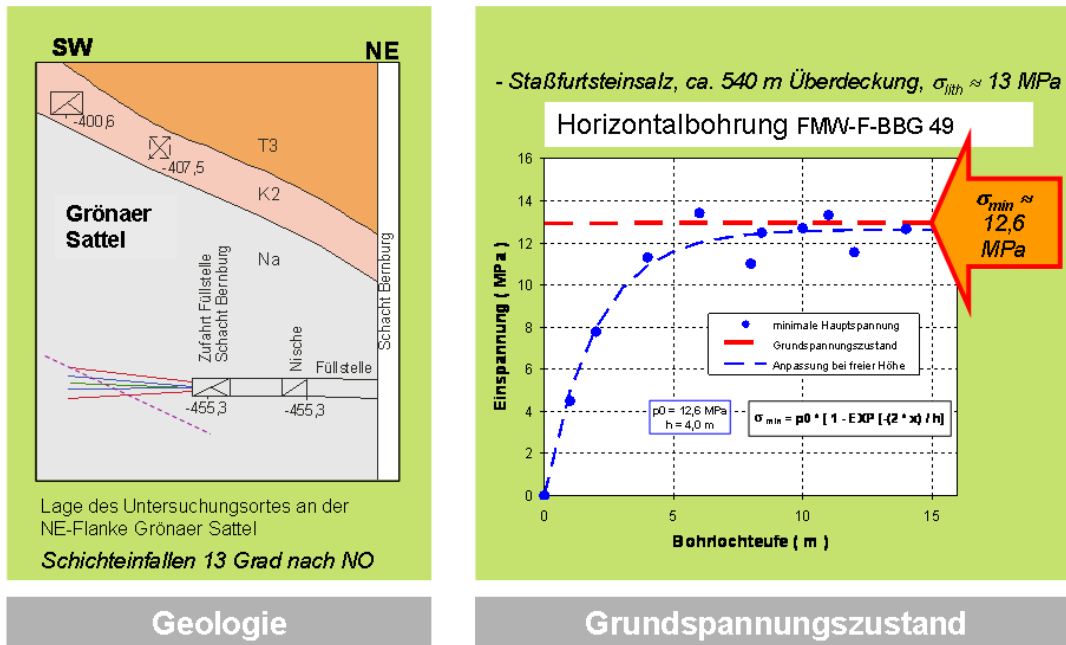 SW
NE
-400,6
-407,5
T3
K2
Grönaer
Sattel
Na
Zufahrt Füllstelle
Schacht Bernburg
Nische
Füllstelle
Schacht Bernburg
-455,3
-455,3
Lage des Untersuchungsortes an der
NE-Flanke Grönaer Sattel
Schichteinfallen 13 Grad nach NO
Geologie
- Staßfurtsteinsalz, ca. 540 m Überdeckung, σlith ≈ 13 MPa
Horizontalbohrung FMW-F-BBG 49
Einspannung ( MPa )
16
14
12
10
8
6
4
2
0
0
5
10
15
Bohrlochteufe ( m )
minimale Hauptspannung
Grundspannungszustand
Anpassung bei freier Höhe
p0 = 12,6 MPa
h = 4,0 m
σ min = p0 * [ 1 - EXP [-(2 * x) / h]
σmin ≈
12,6
MPa
Grundspannungszustand